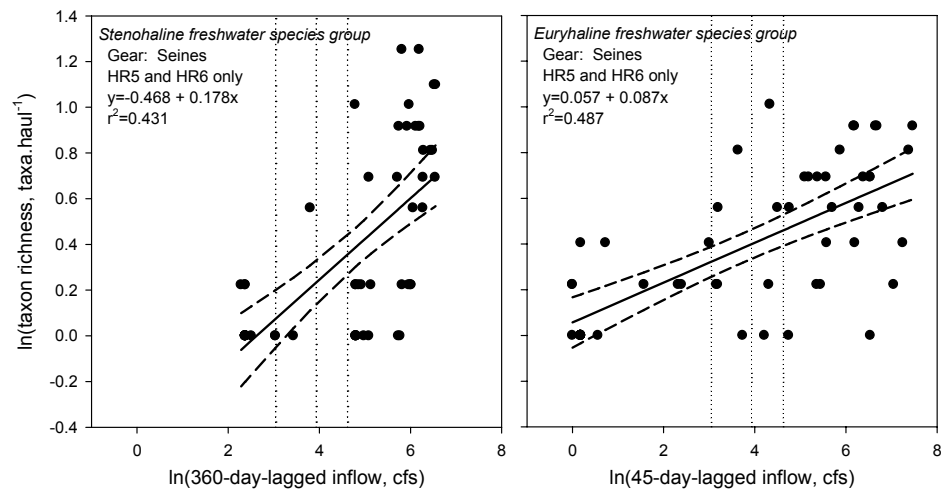 Stenohaline freshwater species group
Gear: Seines
HR5 and HR6 only
y=-0.468 + 0.178x
r²=0.431
Euryhaline freshwater species group
Gear: Seines
HR5 and HR6 only
y=0.057 + 0.087x
r²=0.487
ln(taxon richness, taxa.haul⁻¹)
1.4
1.2
1.0
0.8
0.6
0.4
0.2
0.0
-0.2
-0.4
0 2 4 6 8
0 2 4 6 8
ln(360-day-lagged inflow, cfs)
ln(45-day-lagged inflow, cfs)